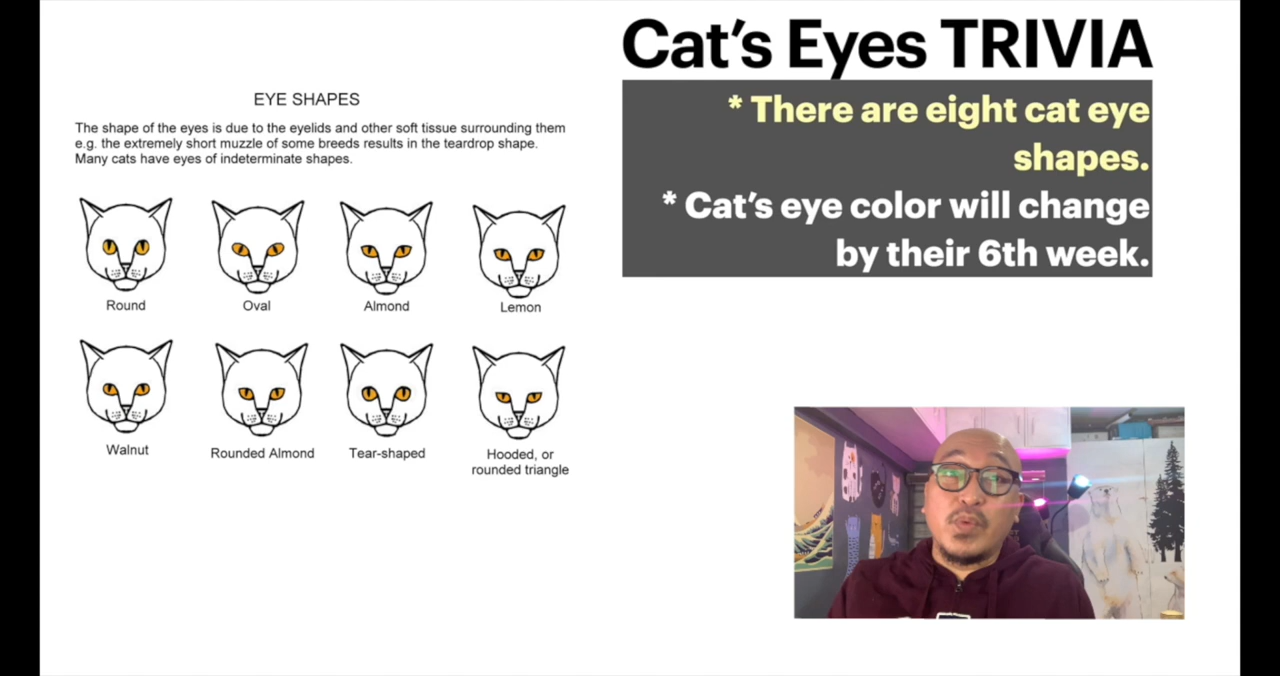 Cat's Eyes TRIVIA
* There are eight cat eye
shapes.
* Cat's eye color will change
by their 6th week.
EYE SHAPES
The shape of the eyes is due to the eyelids and other soft tissue surrounding them
e.g. the extremely short muzzle of some breeds results in the teardrop shape.
Many cats have eyes of indeterminate shapes.
Round
Oval
Almond
Lemon
Walnut
Rounded Almond
Tear-shaped
Hooded, or
rounded triangle